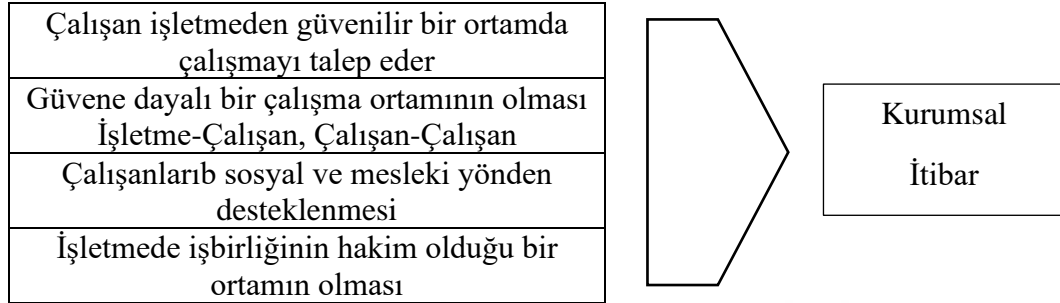 Çalışan işletmeden güvenilir bir ortamda
çalışmayı talep eder
Güvene dayalı bir çalışma ortamının olması
İşletme-Çalışan, Çalışan-Çalışan
Çalışanlarıb sosyal ve mesleki yönden
desteklenmesi
İşletmede işbirliğinin hakim olduğu bir
ortamın olması
Kurumsal
İtibar